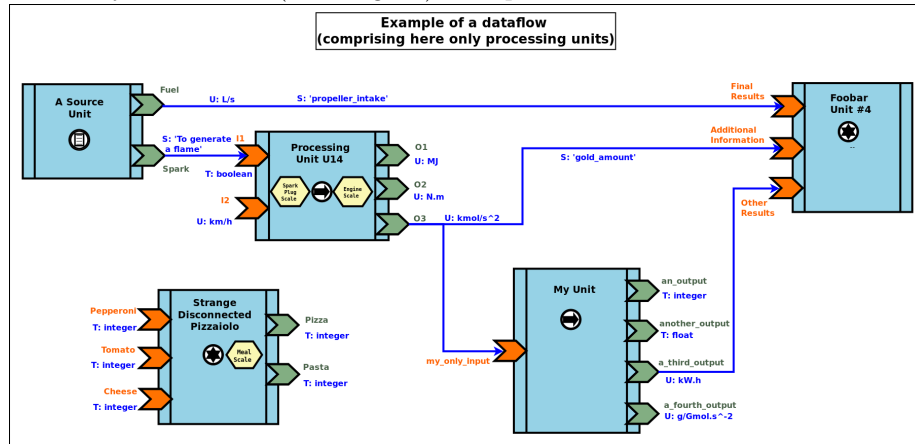 Example of a dataflow
(comprising here only processing units)
A Source
Unit
Fuel
U: L/s
S: 'propeller_intake'
Final
Results
Foobar
Unit #4
...
S: 'To generate
a flame'
Spark
I1
T: boolean
I2
U: km/h
Processing
Unit U14
Spark
Plug
Scale
Engine
Scale
O1
U: MJ
O2
U: N.m
O3
U: kmol/s^2
Additional
Information
S: 'gold_amount'
Other
Results
Strange
Disconnected
Pizzaiolo
Meal
Scale
Pepperoni
T: integer
Tomato
T: integer
Cheese
T: integer
Pizza
T: integer
Pasta
T: integer
my_only_input
My Unit
an_output
T: integer
another_output
T: float
a_third_output
U: kW.h
a_fourth_output
U: g/Gmol.s^-2